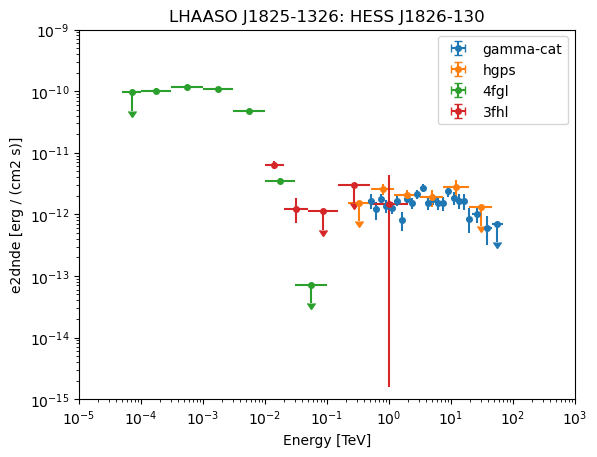 LHAASO J1825-1326: HESS J1826-130
gamma-cat
hgps
4fgl
3fhl
e2dnde [erg / (cm2 s)]
10⁻⁹
10⁻¹⁰
10⁻¹¹
10⁻¹²
10⁻¹³
10⁻¹⁴
10⁻¹⁵
10⁻⁵ 10⁻⁴ 10⁻³ 10⁻² 10⁻¹ 10⁰ 10¹ 10² 10³
Energy [TeV]